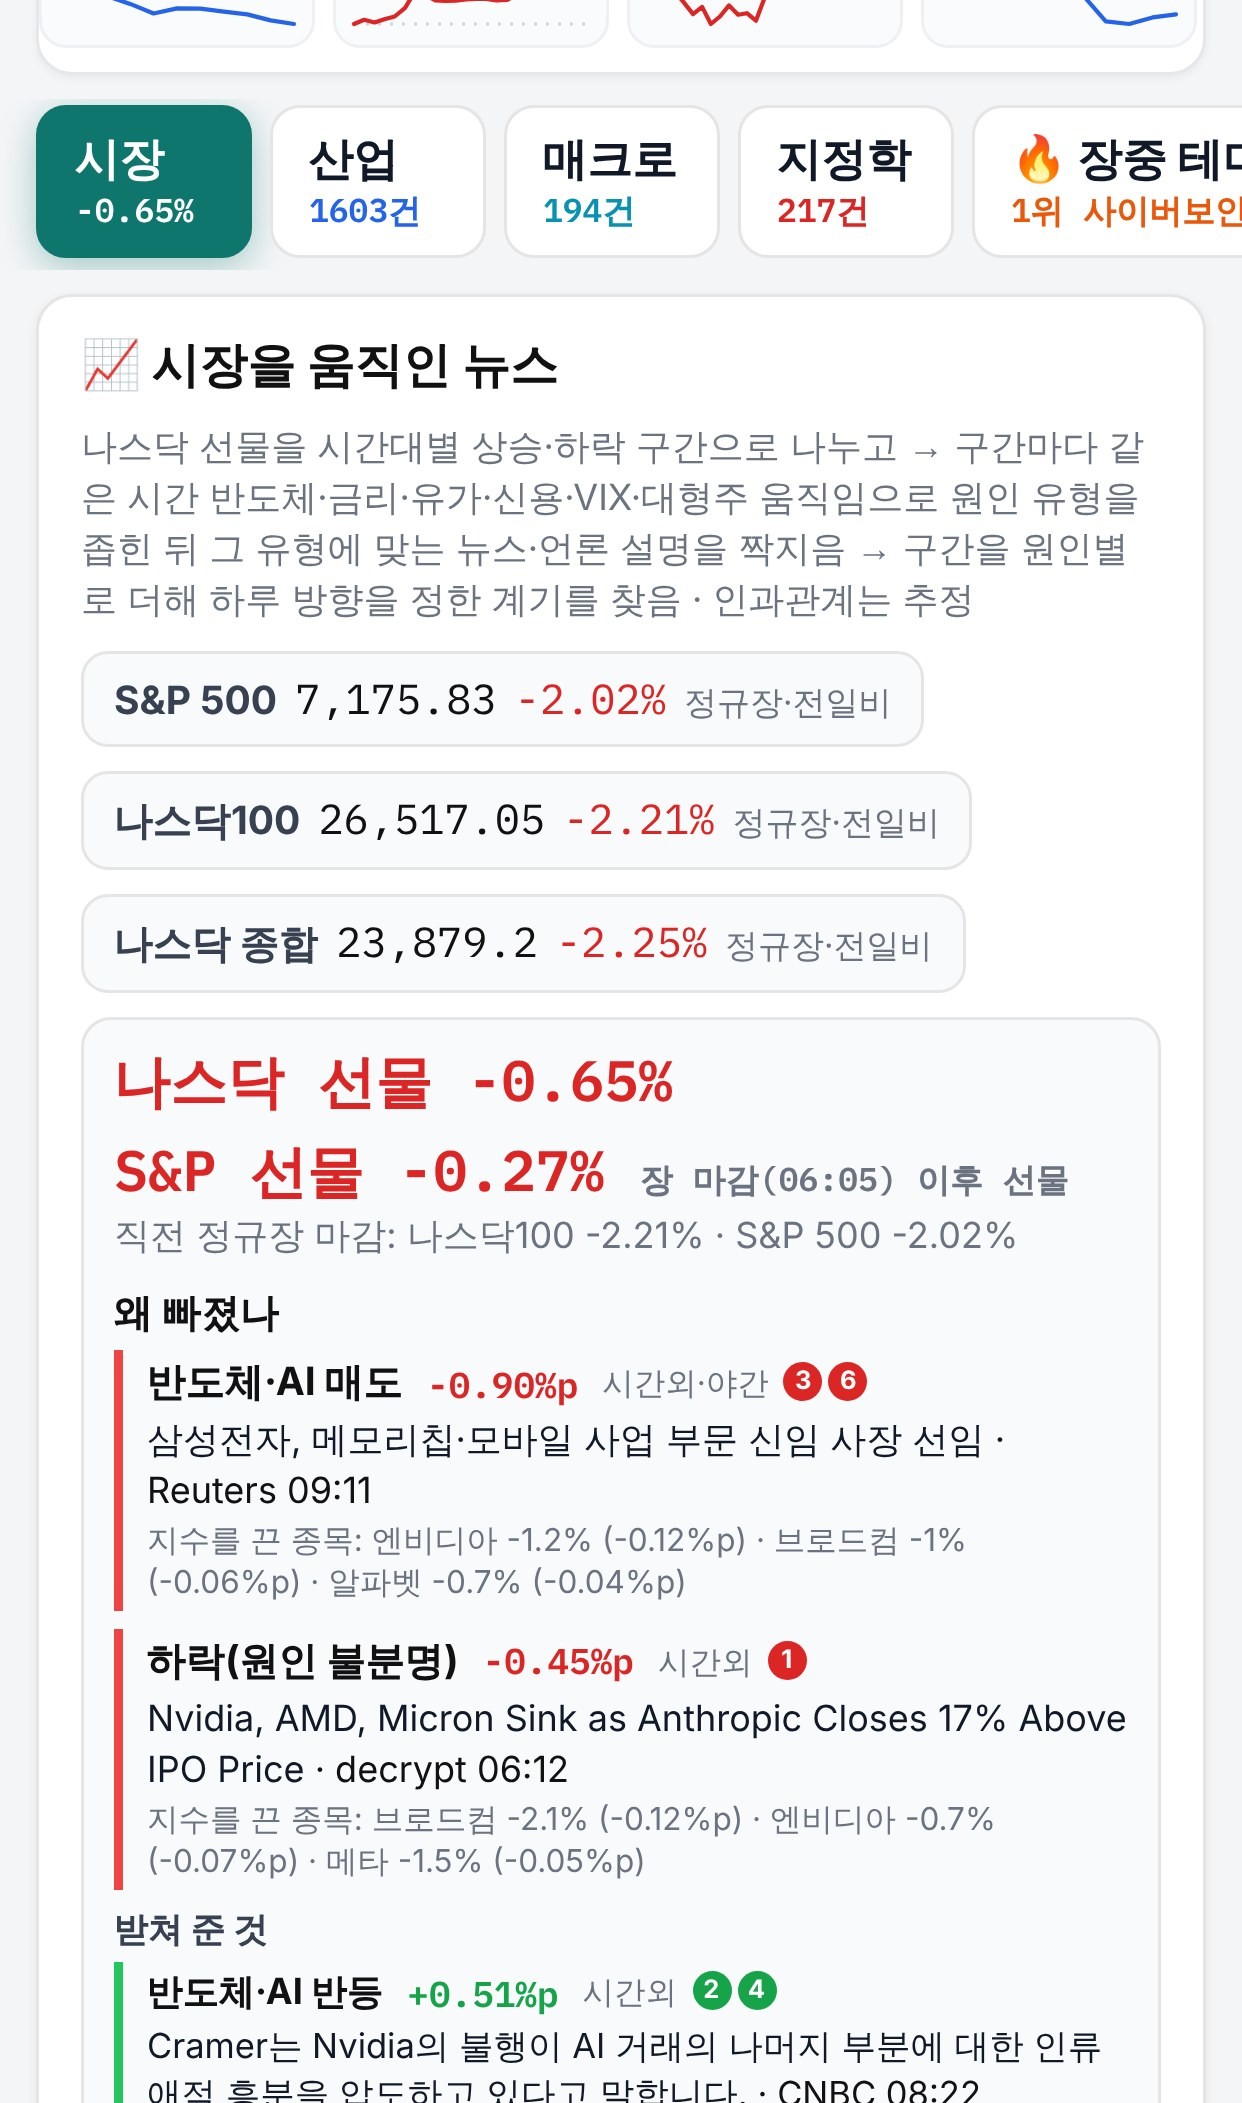 시장
-0.65%
산업
1603건
매크로
194건
지정학
217건
🔥 장중
1위 사이버보안
📈 시장을 움직인 뉴스
나스닥 선물을 시간대별 상승·하락 구간으로 나누고 → 구간마다 같
은 시간 반도체·금리·유가·신용·VIX·대형주 움직임으로 원인 유형을
좁힌 뒤 그 유형에 맞는 뉴스·언론 설명을 짝지음 → 구간을 원인별
로 더해 하루 방향을 정한 계기를 찾음 · 인과관계는 추정
S&P 500 7,175.83 -2.02% 정규장·전일비
나스닥100 26,517.05 -2.21% 정규장·전일비
나스닥 종합 23,879.2 -2.25% 정규장·전일비
나스닥 선물 -0.65%
S&P 선물 -0.27% 장 마감(06:05) 이후 선물
직전 정규장 마감: 나스닥100 -2.21% · S&P 500 -2.02%
왜 빠졌나
반도체·AI 매도 -0.90%p 시간외·야간 3 6
삼성전자, 메모리칩·모바일 사업 부문 신임 사장 선임 ·
Reuters 09:11
지수를 끈 종목: 엔비디아 -1.2% (-0.12%p) · 브로드컴 -1%
(-0.06%p) · 알파벳 -0.7% (-0.04%p)
하락(원인 불분명) -0.45%p 시간외 1
Nvidia, AMD, Micron Sink as Anthropic Closes 17% Above
IPO Price · decrypt 06:12
지수를 끈 종목: 브로드컴 -2.1% (-0.12%p) · 엔비디아 -0.7%
(-0.07%p) · 메타 -1.5% (-0.05%p)
받쳐 준 것
반도체·AI 반등 +0.51%p 시간외 2 4
Cramer는 Nvidia의 불행이 AI 거래의 나머지 부분에 대한 인류
애적 흥분을 압도하고 있다고 말합니다. · CNBC 08:22